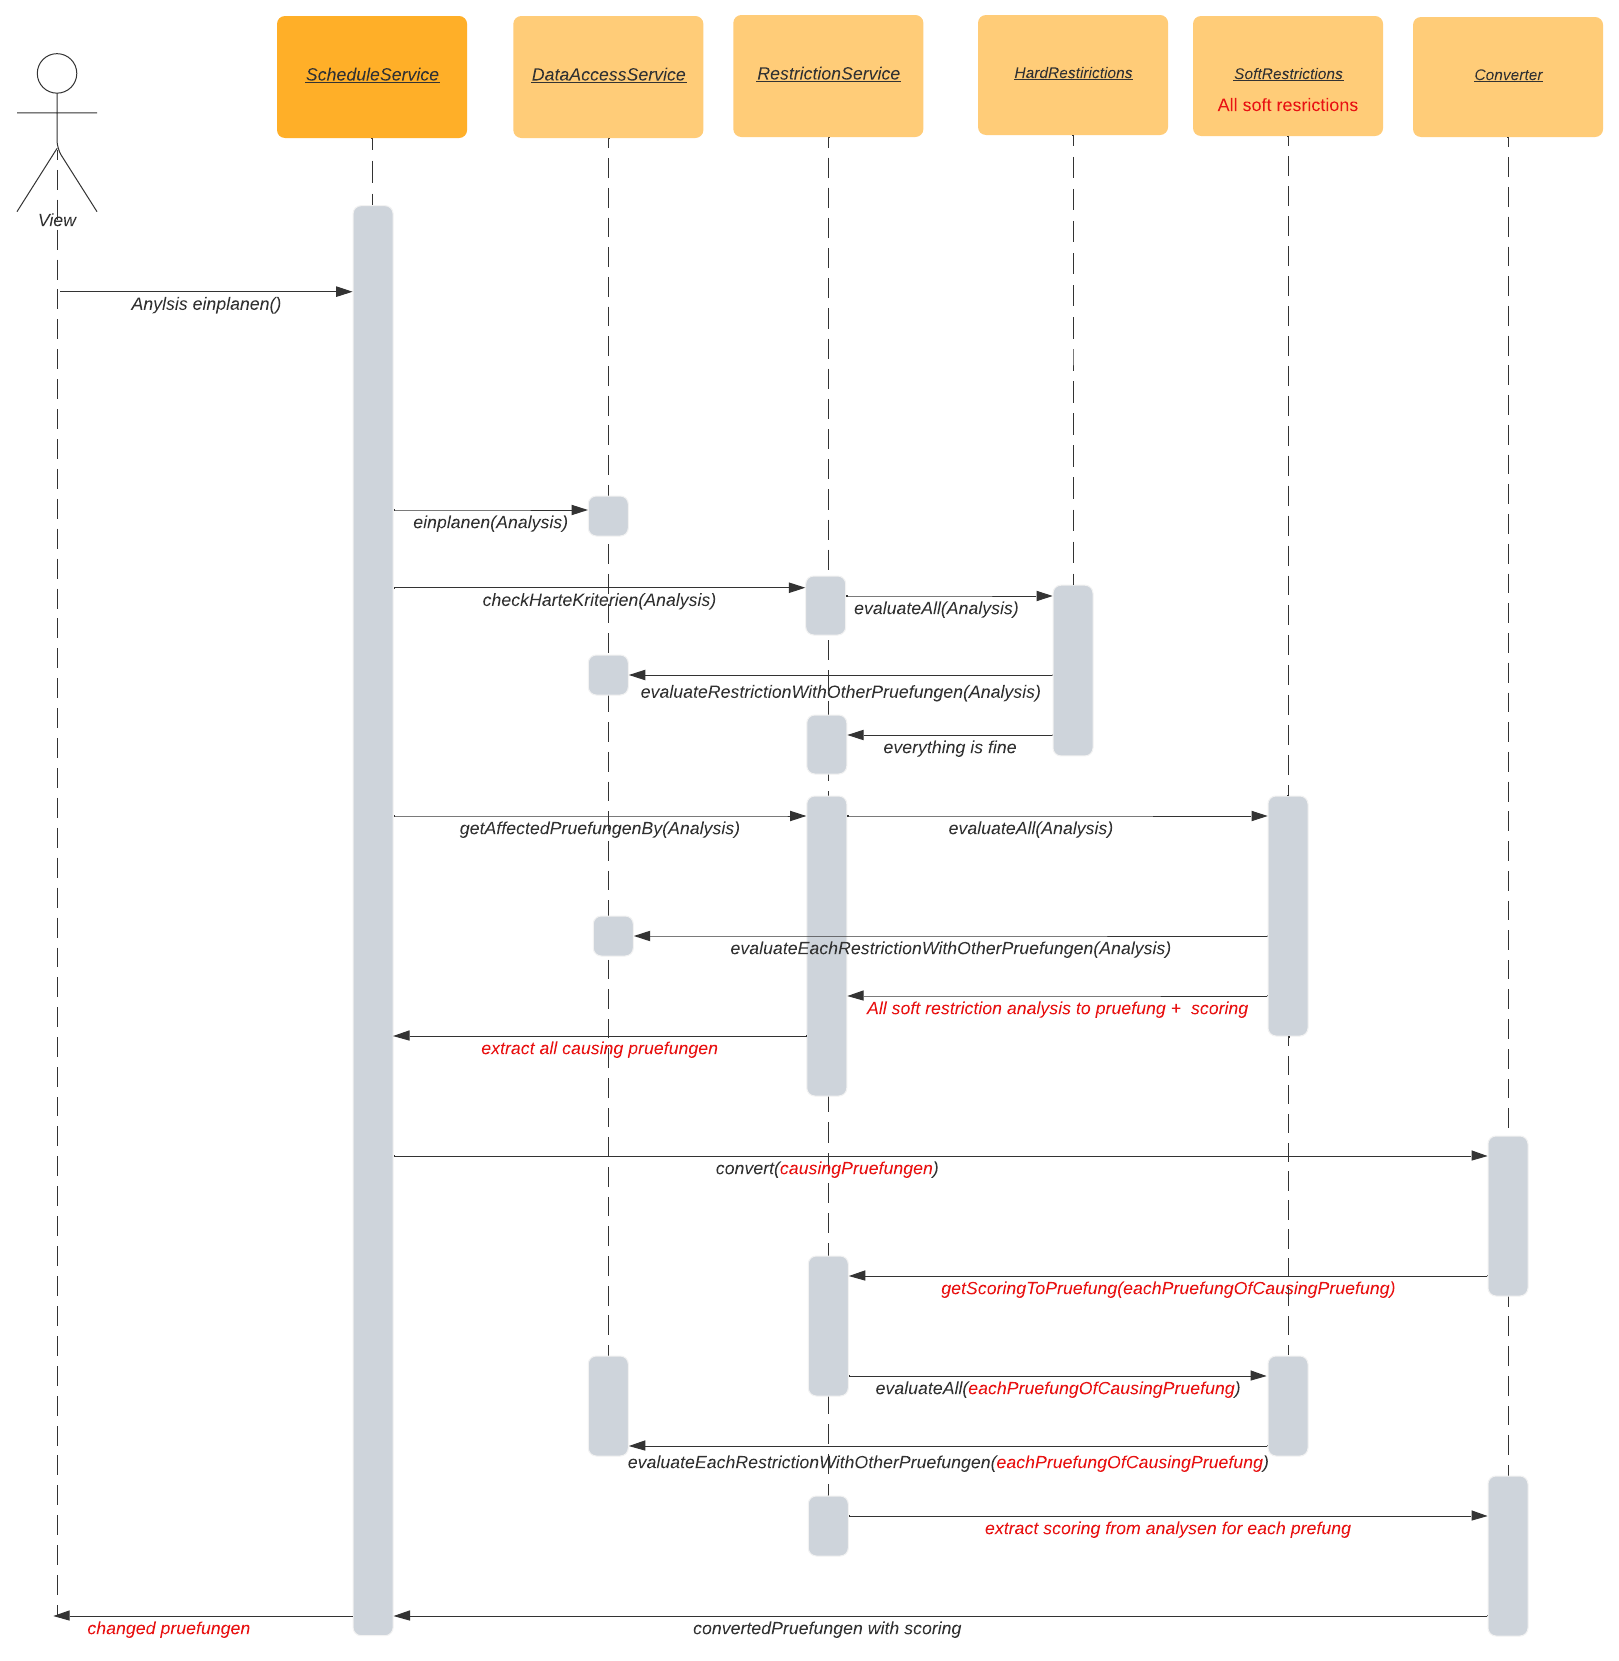 ScheduleService
DataAccessService
RestrictionService
HardRestirictions
SoftRestrictions
All soft resrictions
Converter
View
Anylsis einplanen()
einplanen(Analysis)
checkHarteKriterien(Analysis)
evaluateAll(Analysis)
evaluateRestrictionWithOtherPruefungen(Analysis)
everything is fine
getAffectedPruefungenBy(Analysis)
evaluateAll(Analysis)
evaluateEachRestrictionWithOtherPruefungen(Analysis)
All soft restriction analysis to pruefung + scoring
extract all causing pruefungen
convert(causingPruefungen)
getScoringToPruefung(eachPruefungOfCausingPruefung)
evaluateAll(eachPruefungOfCausingPruefung)
evaluateEachRestrictionWithOtherPruefungen(eachPruefungOfCausingPruefung)
extract scoring from analysen for each prefung
changed pruefungen
convertedPruefungen with scoring